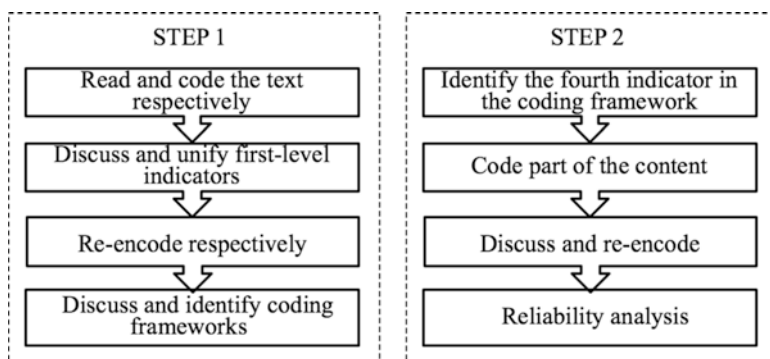 STEP 1
Read and code the text
respectively
Discuss and unify first-level
indicators
Re-encode respectively
Discuss and identify coding
frameworks
STEP 2
Identify the fourth indicator in
the coding framework
Code part of the content
Discuss and re-encode
Reliability analysis